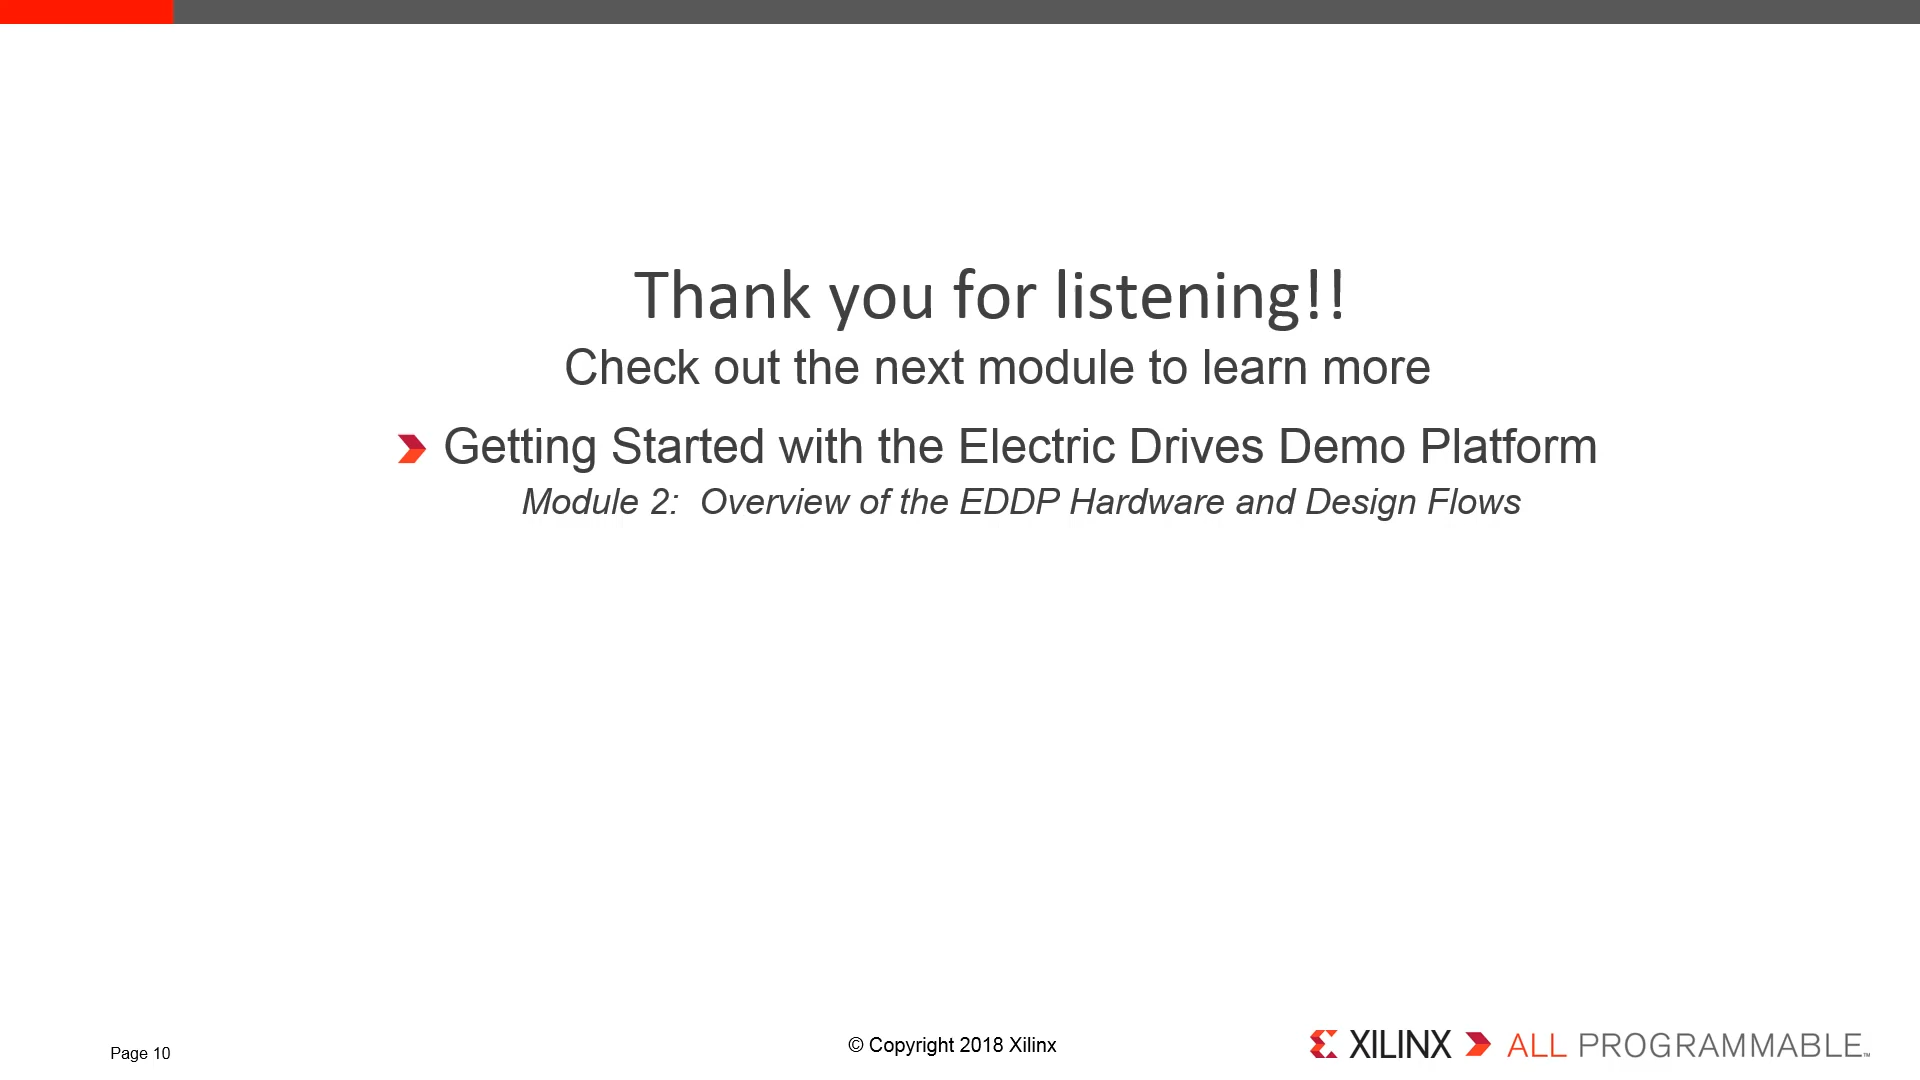 Thank you for listening!!
Check out the next module to learn more
Getting Started with the Electric Drives Demo Platform
Module 2:  Overview of the EDDP Hardware and Design Flows
Page 10
© Copyright 2018 Xilinx
XILINX ALL PROGRAMMABLE™